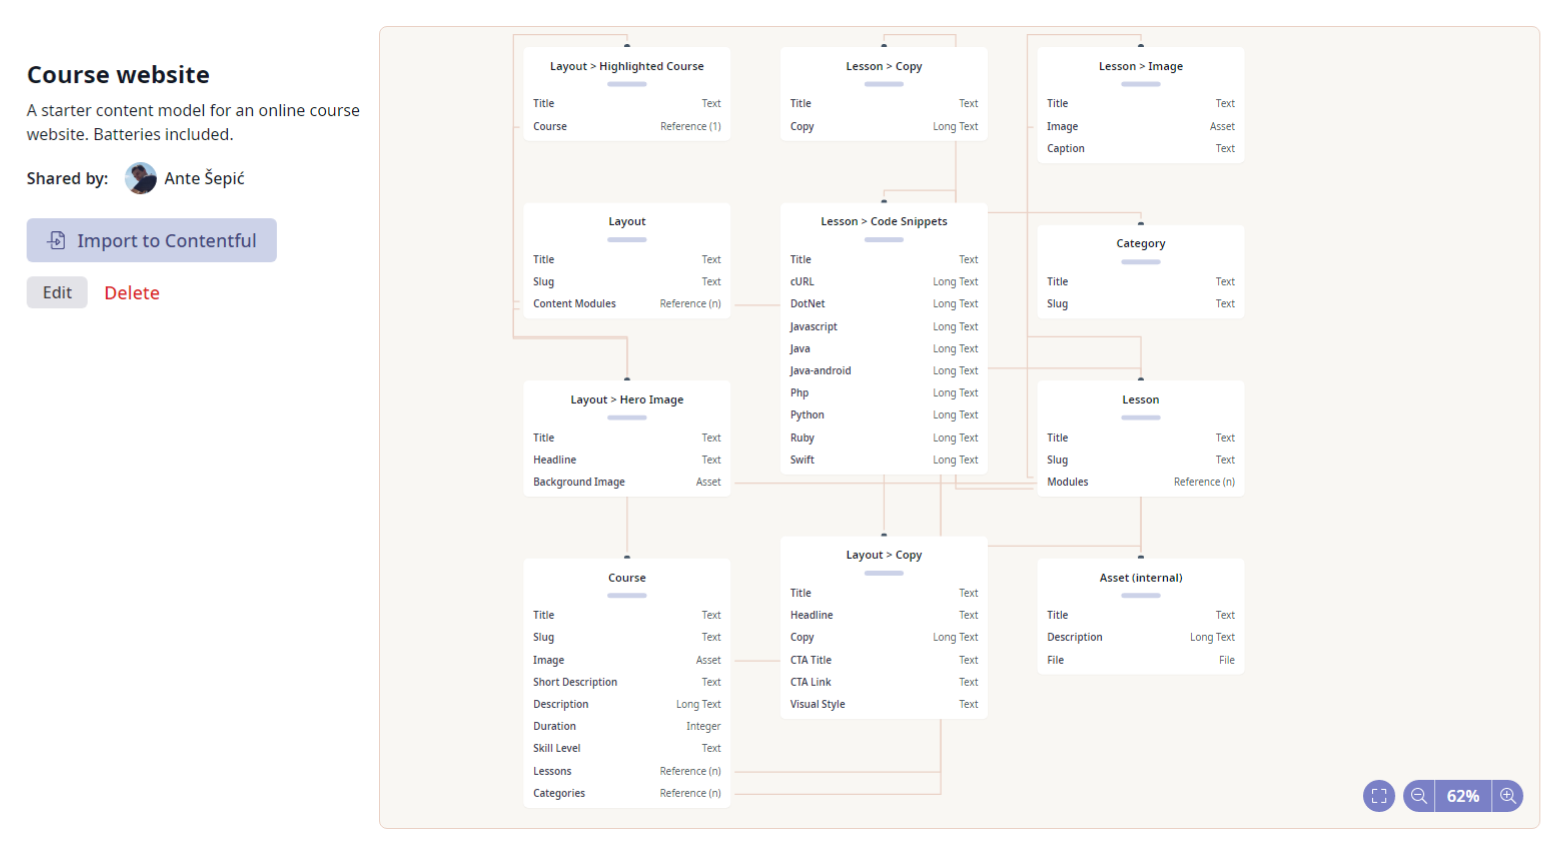 Course website
A starter content model for an online course
website. Batteries included.
Shared by: Ante Šepić
Import to Contentful
Edit Delete
Layout > Highlighted Course
Title Text
Course Reference (1)
Lesson > Copy
Title Text
Copy Long Text
Lesson > Image
Title Text
Image Asset
Caption Text
Layout
Title Text
Slug Text
Content Modules Reference (n)
Lesson > Code Snippets
Title Text
cURL Long Text
DotNet Long Text
Javascript Long Text
Java Long Text
Java-android Long Text
Php Long Text
Python Long Text
Ruby Long Text
Swift Long Text
Category
Title Text
Slug Text
Layout > Hero Image
Title Text
Headline Text
Background Image Asset
Lesson
Title Text
Slug Text
Modules Reference (n)
Course
Title Text
Slug Text
Image Asset
Short Description Text
Description Long Text
Duration Integer
Skill Level Text
Lessons Reference (n)
Categories Reference (n)
Layout > Copy
Title Text
Headline Text
Copy Long Text
CTA Title Text
CTA Link Text
Visual Style Text
Asset (internal)
Title Text
Description Long Text
File File
62%